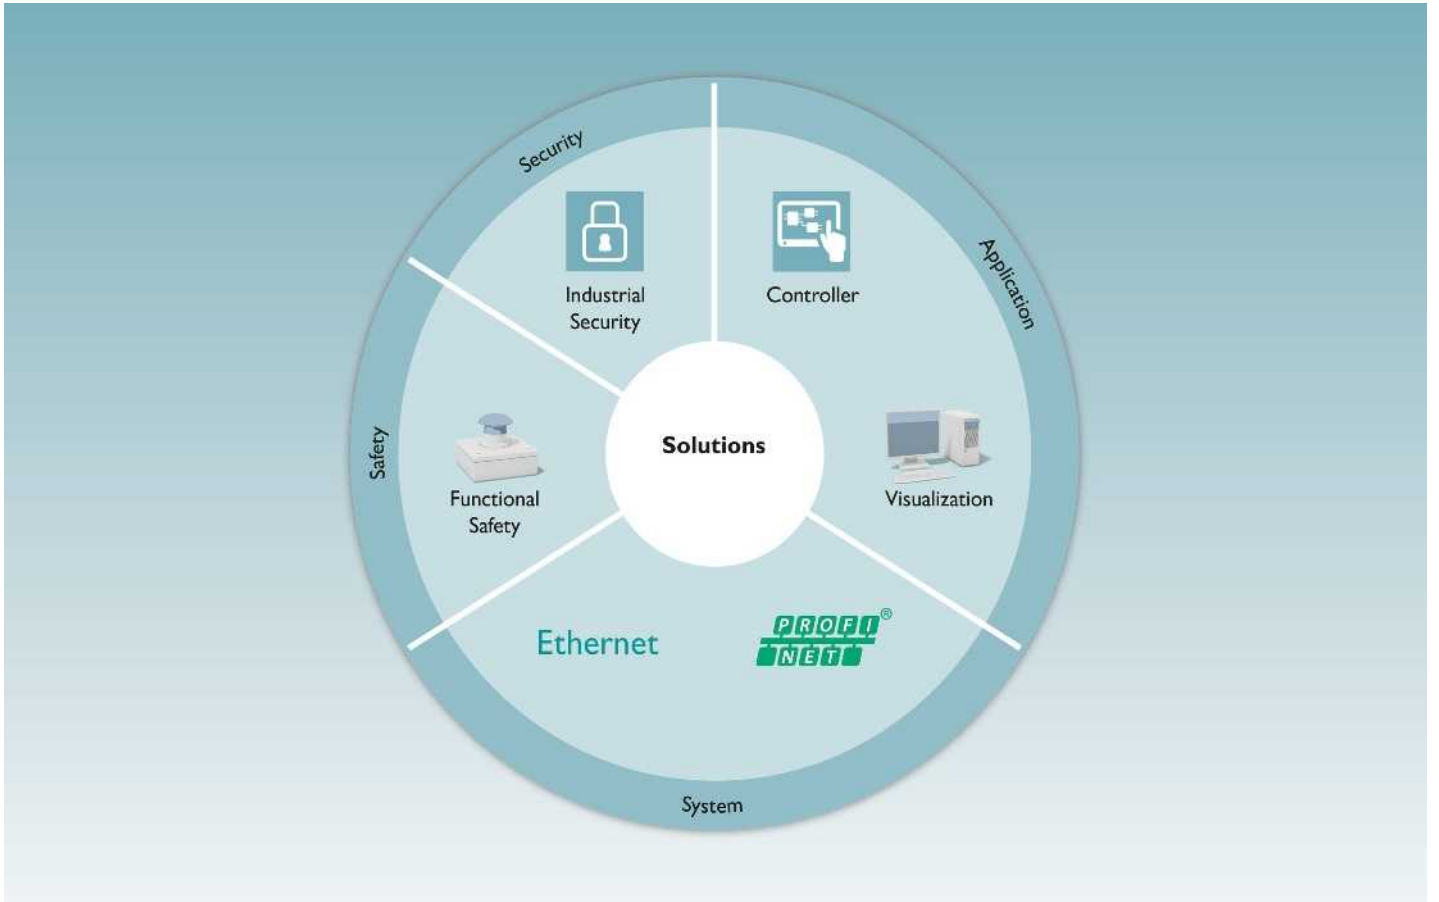 Security
Application
Industrial
Security
Controller
Safety
Solutions
Functional
Safety
Visualization
Ethernet
PROFI®
NET
System